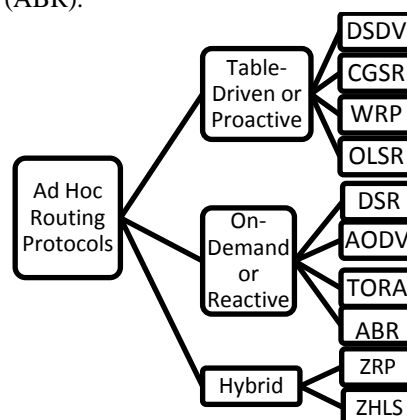 (ABR).
DSDV
Table-
Driven or
Proactive
CGSR
WRP
OLSR
Ad Hoc
Routing
Protocols
DSR
On-
Demand
or
Reactive
AODV
TORA
ABR
ZRP
Hybrid
ZHLS